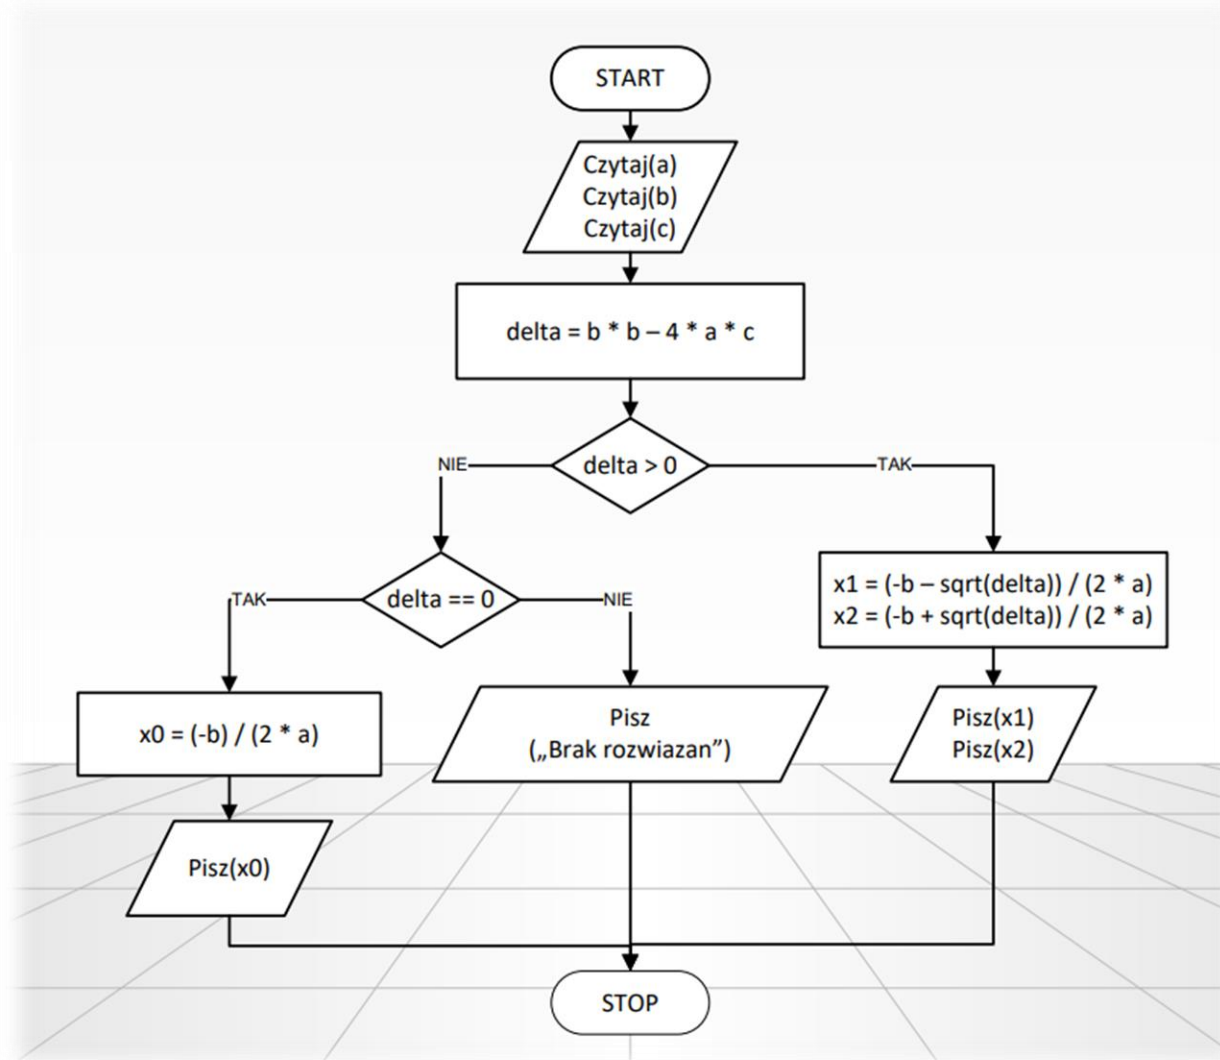 START
Czytaj(a)
Czytaj(b)
Czytaj(c)
delta = b * b – 4 * a * c
delta > 0
NIE
TAK
delta == 0
TAK
NIE
x1 = (-b – sqrt(delta)) / (2 * a)
x2 = (-b + sqrt(delta)) / (2 * a)
x0 = (-b) / (2 * a)
Pisz
(„Brak rozwiazan”)
Pisz(x1)
Pisz(x2)
Pisz(x0)
STOP